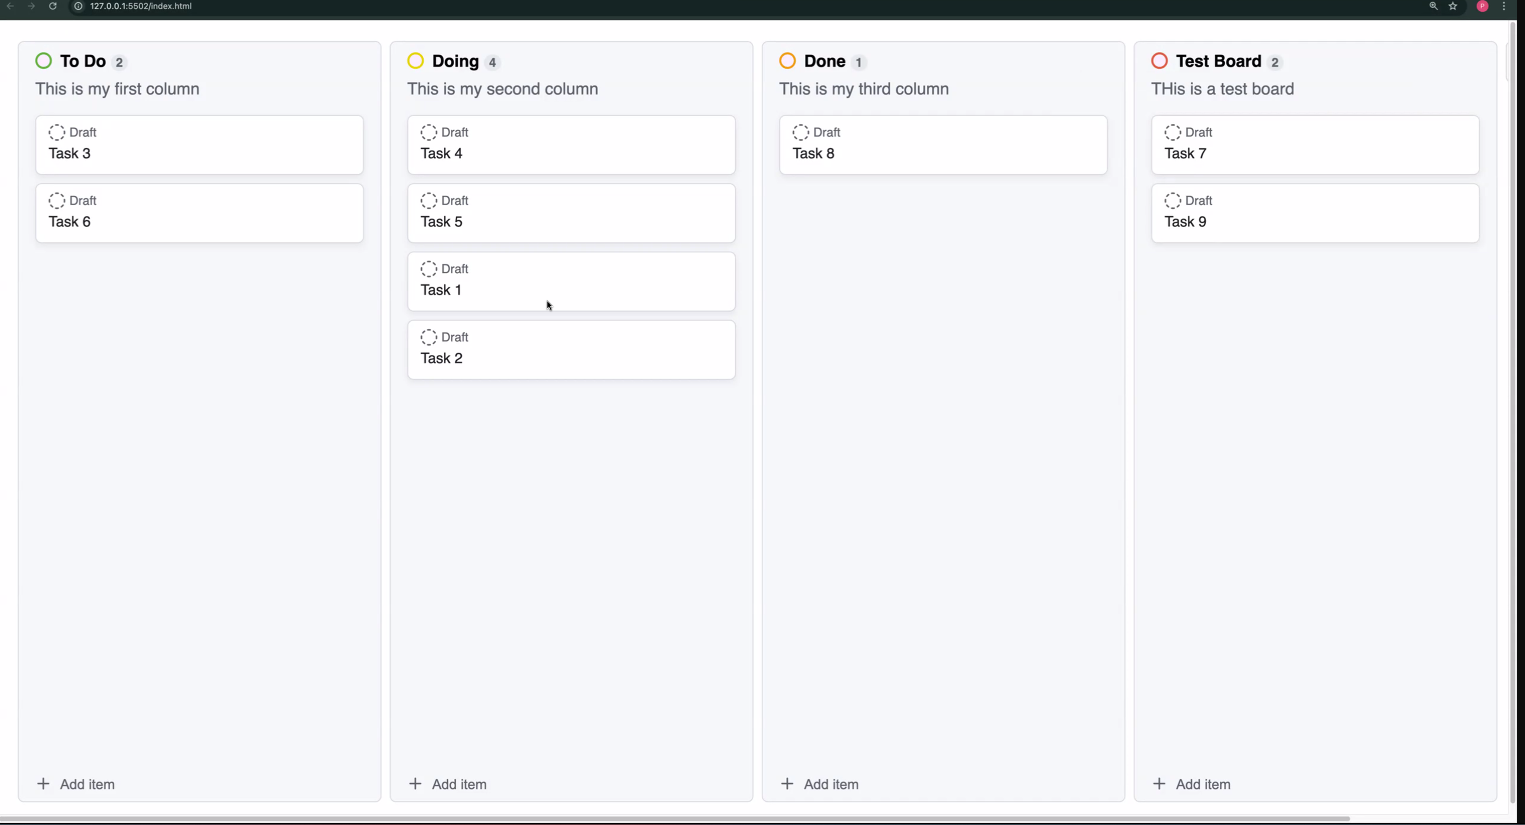 127.0.0.1:5502/index.html
P
To Do 2
This is my first column
Draft
Task 3
Draft
Task 6
+ Add item
Doing 4
This is my second column
Draft
Task 4
Draft
Task 5
Draft
Task 1
Draft
Task 2
+ Add item
Done 1
This is my third column
Draft
Task 8
+ Add item
Test Board 2
THis is a test board
Draft
Task 7
Draft
Task 9
+ Add item